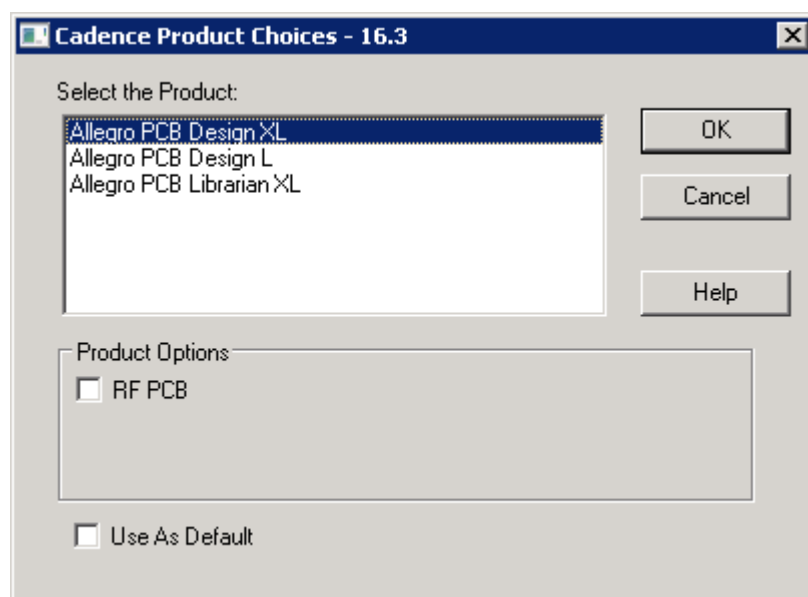 Cadence Product Choices - 16.3
Select the Product:
Allegro PCB Design XL
Allegro PCB Design L
Allegro PCB Librarian XL
OK
Cancel
Help
Product Options
RF PCB
Use As Default